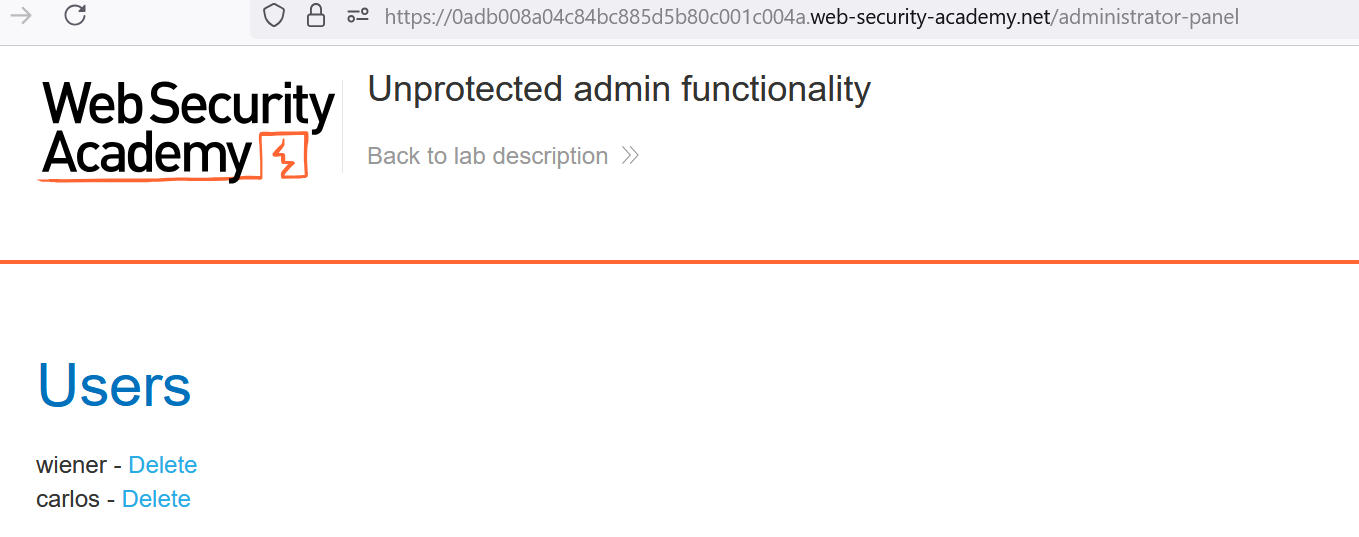 https://0adb008a04c84bc885d5b80c001c004a.web-security-academy.net/administrator-panel
Web Security
Academy
Unprotected admin functionality
Back to lab description
Users
wiener - Delete
carlos - Delete